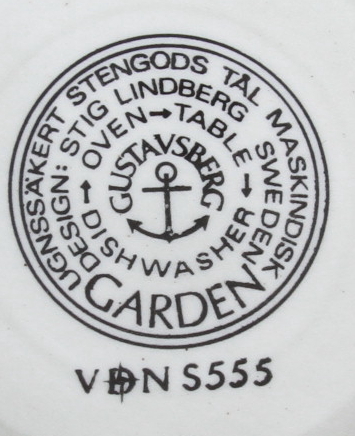 UGNSSÄKERT STENGODS TÅL MASKINDISK
DESIGN: STIG LINDBERG SWEDEN
OVEN → TABLE → DISHWASHER →
GUSTAVSBERG
GARDEN
VDN S555